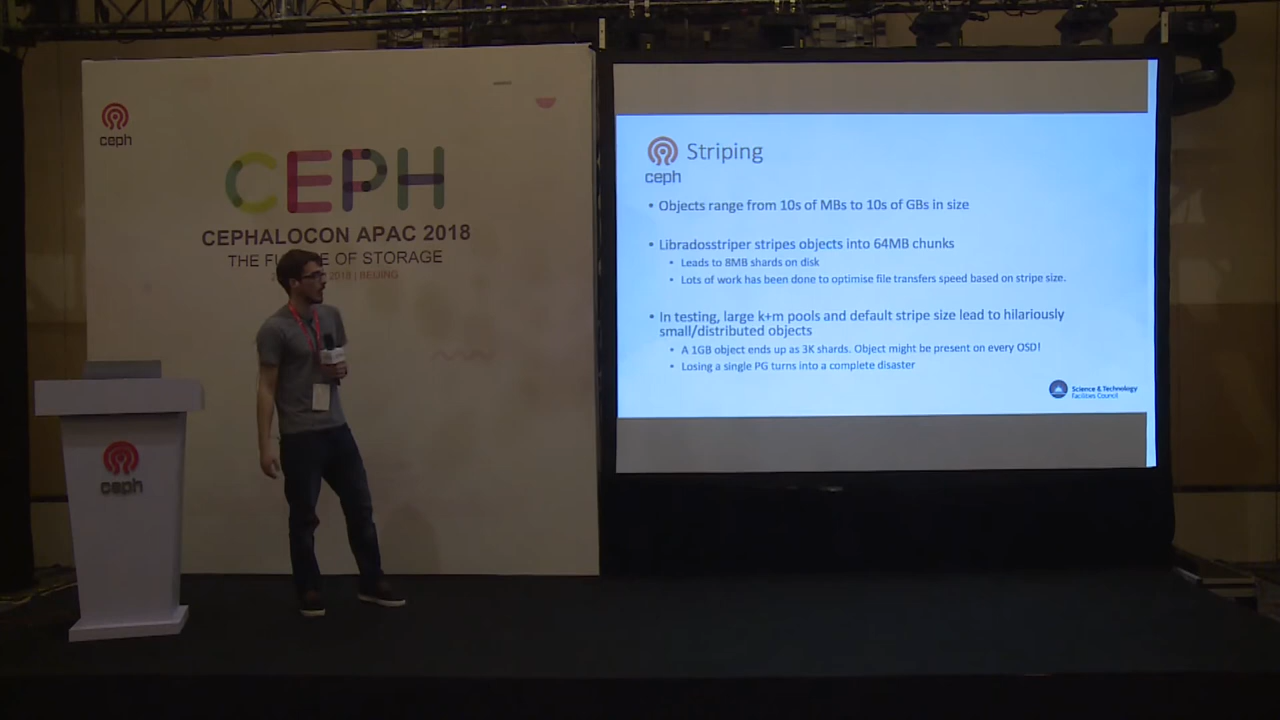 ceph
CEPH
CEPHALOCON APAC 2018
THE OF STORAGE
2018 | BEIJING
ceph
ceph
Striping
• Objects range from 10s of MBs to 10s of GBs in size
• Libradosstriper stripes objects into 64MB chunks
• Leads to 8MB shards on disk
• Lots of work has been done to optimise file transfers speed based on stripe size.
• In testing, large k+m pools and default stripe size lead to hilariously
small/distributed objects
• A 1GB object ends up as 3K shards. Object might be present on every OSD!
• Losing a single PG turns into a complete disaster
Science & Technology
Facilities Council